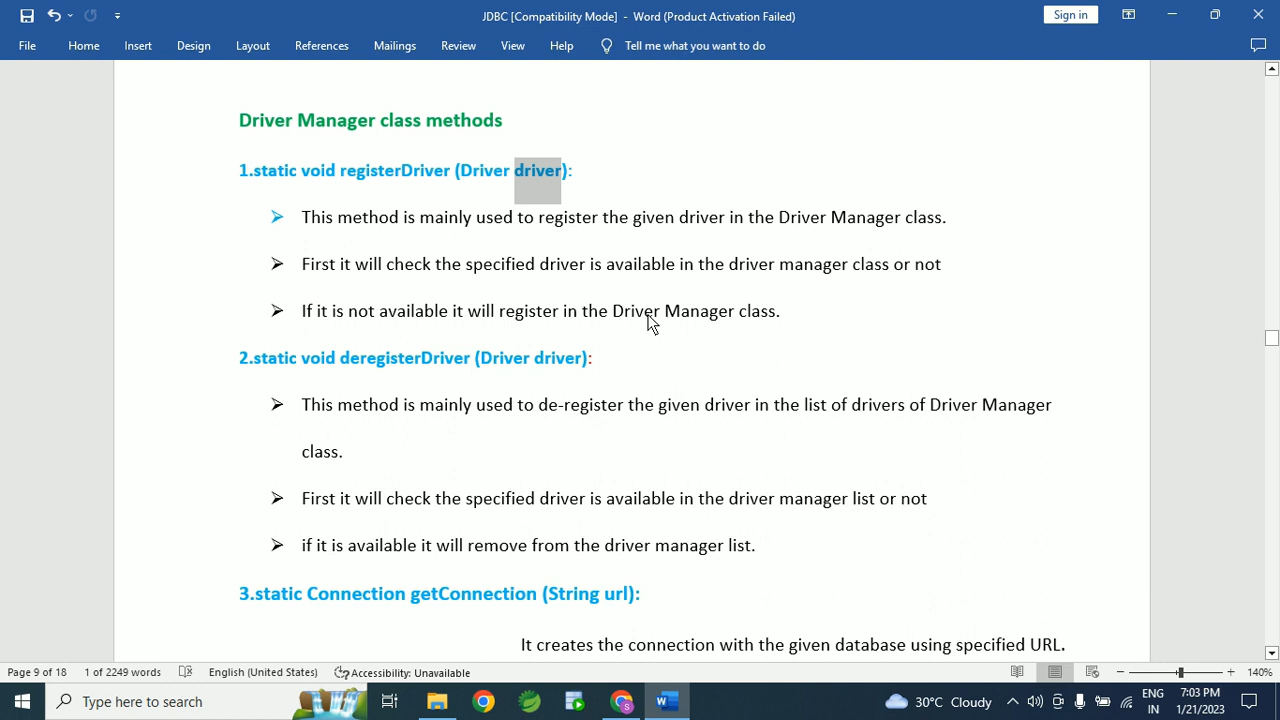 JDBC [Compatibility Mode] - Word (Product Activation Failed)
Sign in
File Home Insert Design Layout References Mailings Review View Help Tell me what you want to do
Driver Manager class methods
1.static void registerDriver (Driver driver):
➢ This method is mainly used to register the given driver in the Driver Manager class.
➢ First it will check the specified driver is available in the driver manager class or not
➢ If it is not available it will register in the Driver Manager class.
2.static void deregisterDriver (Driver driver):
➢ This method is mainly used to de-register the given driver in the list of drivers of Driver Manager
class.
➢ First it will check the specified driver is available in the driver manager list or not
➢ if it is available it will remove from the driver manager list.
3.static Connection getConnection (String url):
It creates the connection with the given database using specified URL.
Page 9 of 18 1 of 2249 words English (United States) Accessibility: Unavailable 140%
Type here to search
30°C Cloudy
ENG
IN
7:03 PM
1/21/2023